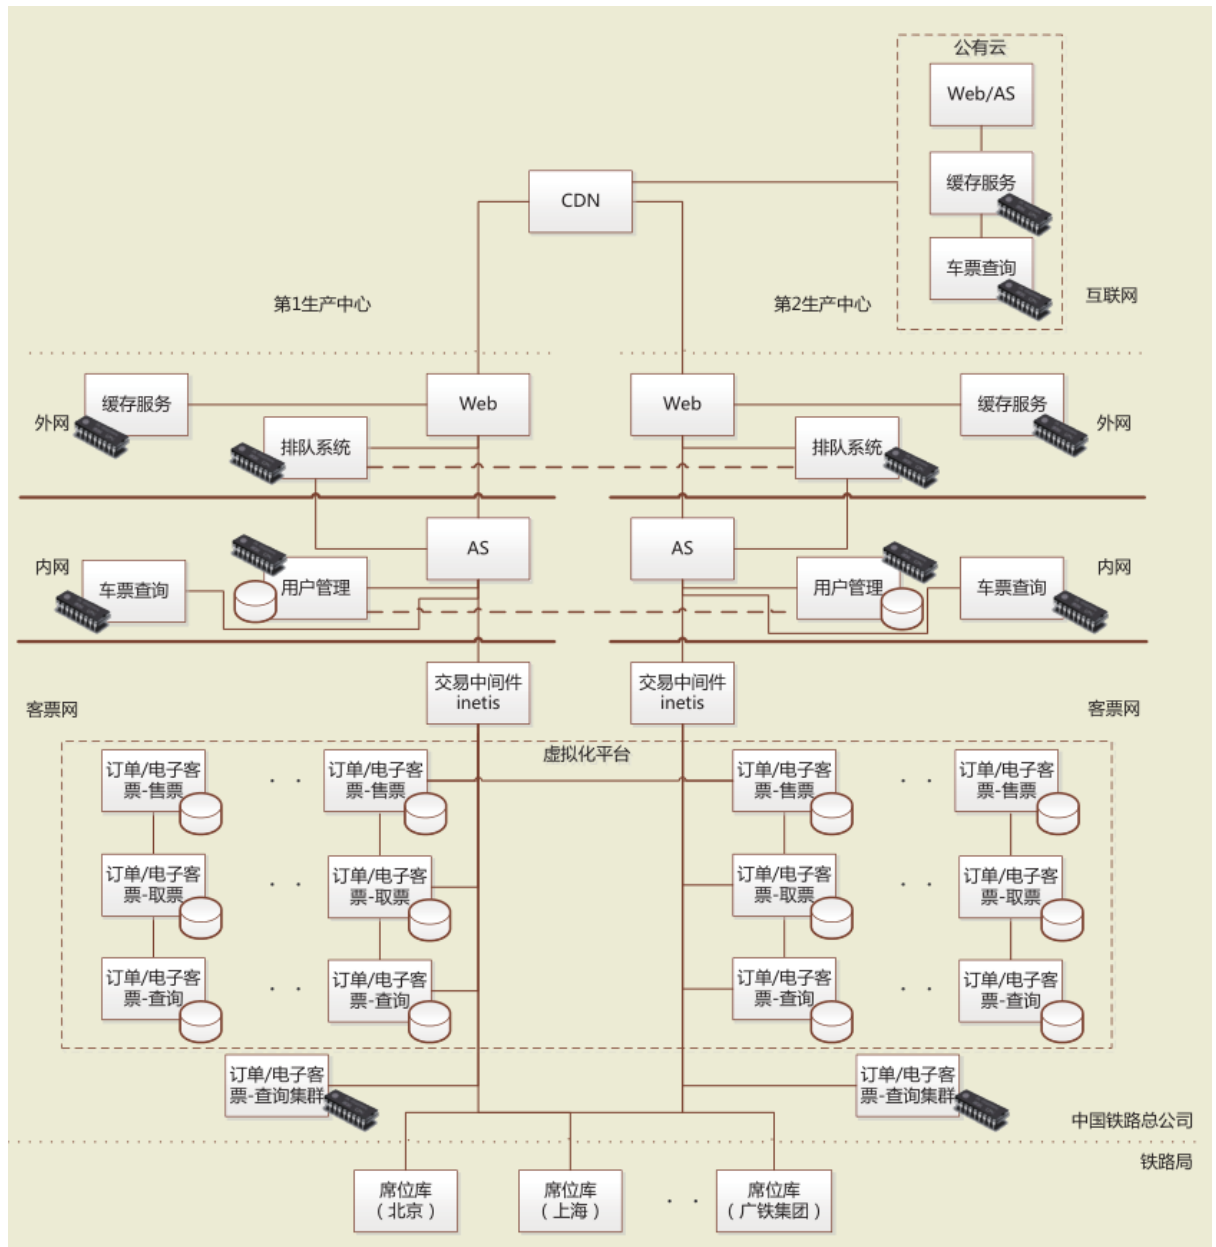 公有云
Web/AS
缓存服务
车票查询
互联网
CDN
第1生产中心
第2生产中心
外网
缓存服务
Web
Web
缓存服务
外网
排队系统
排队系统
AS
AS
内网
车票查询
用户管理
用户管理
车票查询
内网
交易中间件
inetis
交易中间件
inetis
客票网
客票网
虚拟化平台
订单/电子客
票-售票
订单/电子客
票-售票
订单/电子客
票-售票
订单/电子客
票-售票
订单/电子客
票-取票
订单/电子客
票-取票
订单/电子客
票-取票
订单/电子客
票-取票
订单/电子客
票-查询
订单/电子客
票-查询
订单/电子客
票-查询
订单/电子客
票-查询
订单/电子客
票-查询集群
订单/电子客
票-查询集群
中国铁路总公司
铁路局
席位库
（北京）
席位库
（上海）
席位库
（广铁集团）